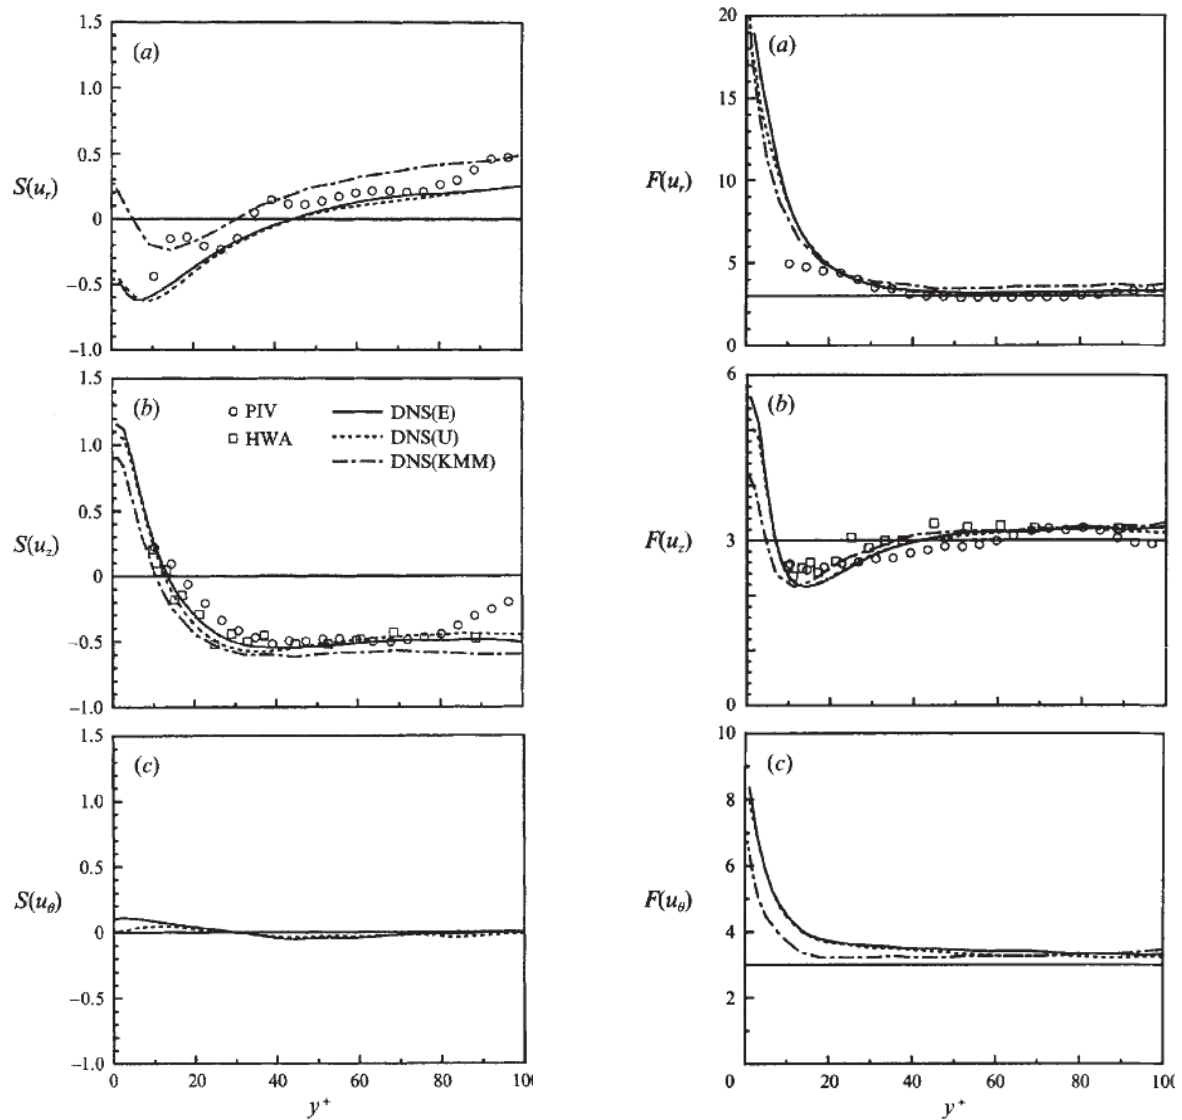 1.5
(a)
1.0
0.5
S(u_r)
0
−0.5
−1.0
1.5
(b)
○ PIV
DNS(E)
□ HWA
DNS(U)
1.0
DNS(KMM)
0.5
S(u_z)
0
−0.5
−1.0
1.5
(c)
1.0
0.5
S(u_θ)
0
−0.5
−1.0
0 20 40 60 80 100
y⁺
20
(a)
15
F(u_r)
10
5
0
6
(b)
F(u_z)
3
0
10
(c)
8
6
F(u_θ)
4
2
0 20 40 60 80 100
y⁺